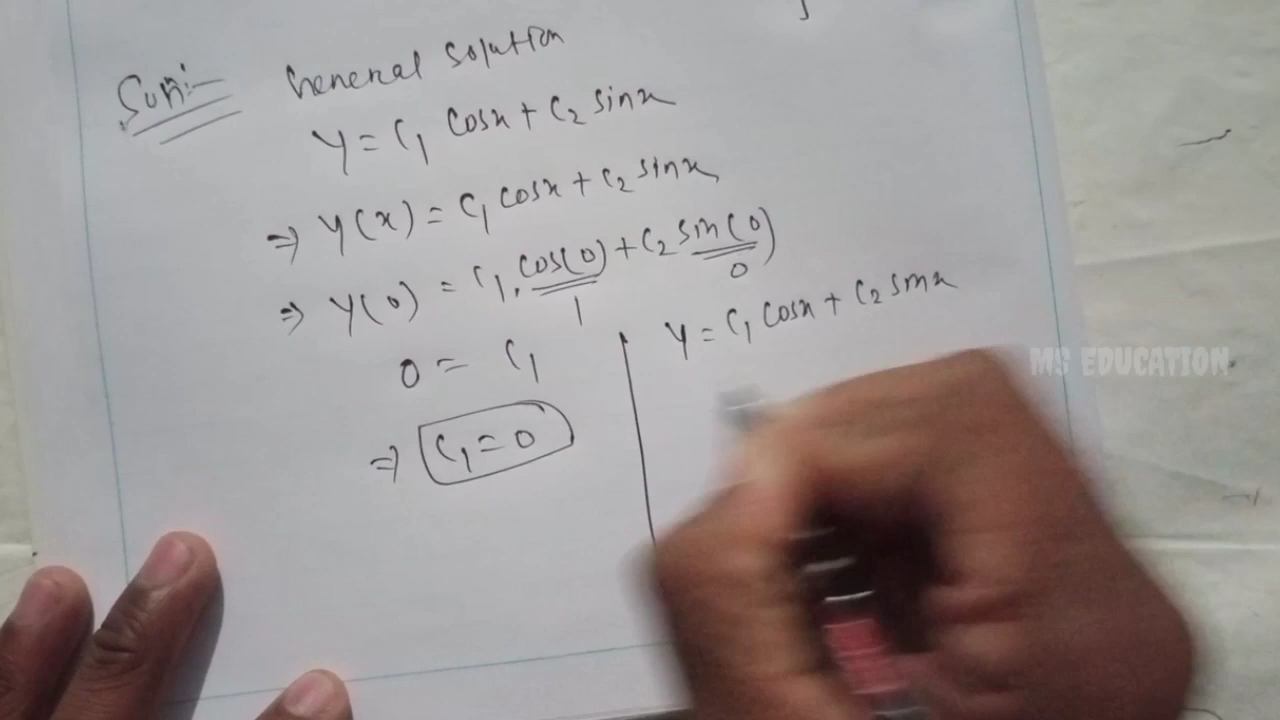 Soln:-
General solution
y = C₁ cosx + C₂ sinx
⇒ y(x) = C₁ cosx + C₂ sinx
⇒ y(0) = C₁. cos(0) + C₂ sin(0)
1 0
0 = C₁
⇒ C₁ = 0
y = C₁ cosx + C₂ sinx
MS EDUCATION